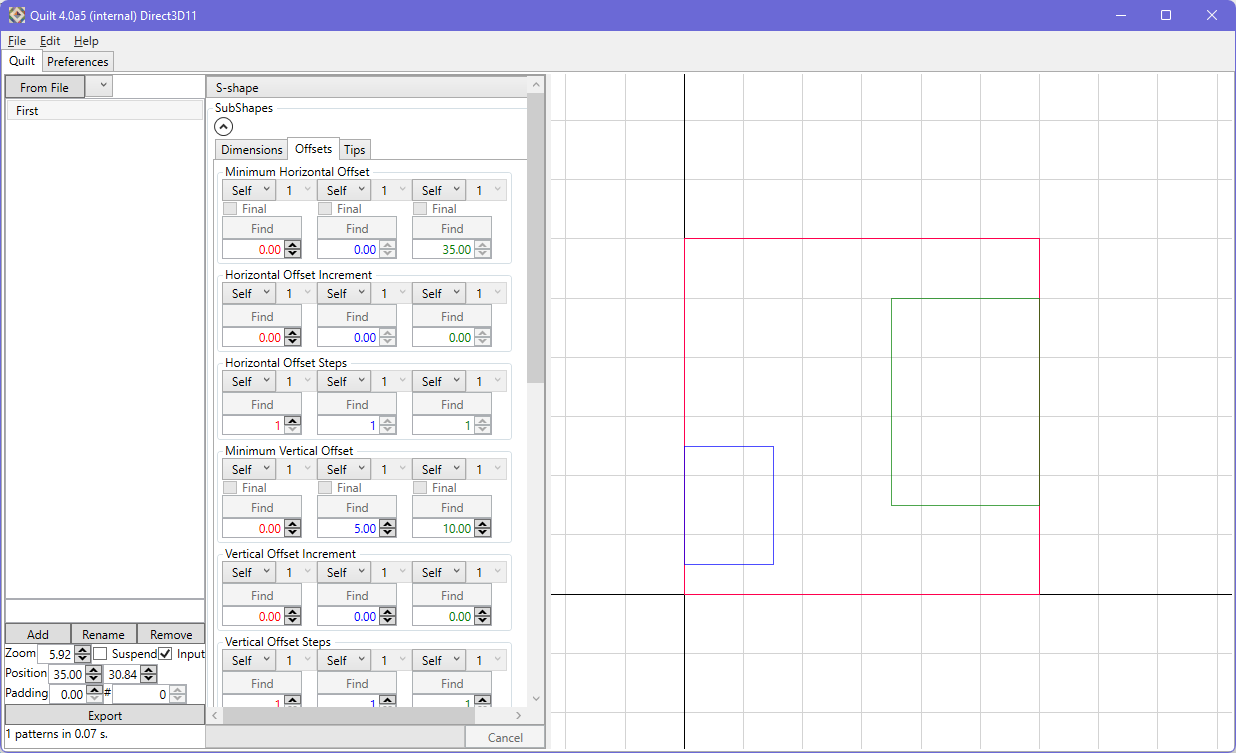 Quilt 4.0a5 (internal) Direct3D11
File Edit Help
Quilt Preferences
From File
First
S-shape
SubShapes
Dimensions Offsets Tips
Minimum Horizontal Offset
Self 1 Self 1 Self 1
Final Final Final
Find Find Find
0.00 0.00 35.00
Horizontal Offset Increment
Self 1 Self 1 Self 1
Find Find Find
0.00 0.00 0.00
Horizontal Offset Steps
Self 1 Self 1 Self 1
Find Find Find
1 1 1
Minimum Vertical Offset
Self 1 Self 1 Self 1
Final Final Final
Find Find Find
0.00 5.00 10.00
Vertical Offset Increment
Self 1 Self 1 Self 1
Find Find Find
0.00 0.00 0.00
Vertical Offset Steps
Self 1 Self 1 Self 1
Find Find Find
1 1 1
Add Rename Remove
Zoom 5.92 Suspend Input
Position 35.00 30.84
Padding 0.00 # 0
Export
1 patterns in 0.07 s.
Cancel